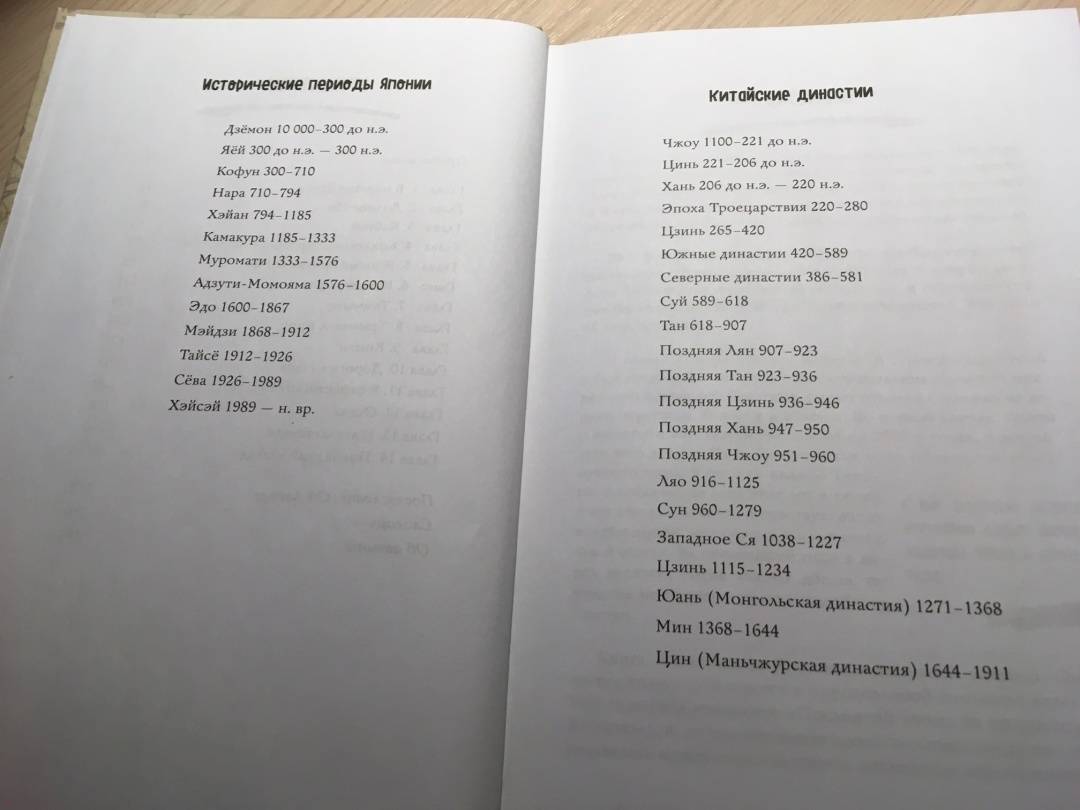 Исторические периоды Японии
Дзёмон 10 000–300 до н.э.
Яёй 300 до н.э. — 300 н.э.
Кофун 300–710
Нара 710–794
Хэйан 794–1185
Камакура 1185–1333
Муромати 1333–1576
Адзути-Момояма 1576–1600
Эдо 1600–1867
Мэйдзи 1868–1912
Тайсё 1912–1926
Сёва 1926–1989
Хэйсэй 1989 — н. вр.
Китайские династии
Чжоу 1100–221 до н.э.
Цинь 221–206 до н.э.
Хань 206 до н.э. — 220 н.э.
Эпоха Троецарствия 220–280
Цзинь 265–420
Южные династии 420–589
Северные династии 386–581
Суй 589–618
Тан 618–907
Поздняя Лян 907–923
Поздняя Тан 923–936
Поздняя Цзинь 936–946
Поздняя Хань 947–950
Поздняя Чжоу 951–960
Ляо 916–1125
Сун 960–1279
Западное Ся 1038–1227
Цзинь 1115–1234
Юань (Монгольская династия) 1271–1368
Мин 1368–1644
Цин (Маньчжурская династия) 1644–1911